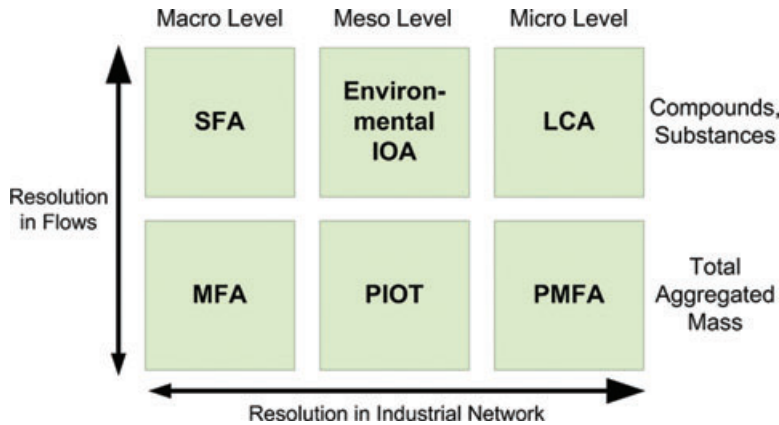 Macro Level Meso Level Micro Level
SFA
Environ-
mental
IOA
LCA
Compounds,
Substances
Resolution
in Flows
MFA
PIOT
PMFA
Total
Aggregated
Mass
Resolution in Industrial Network